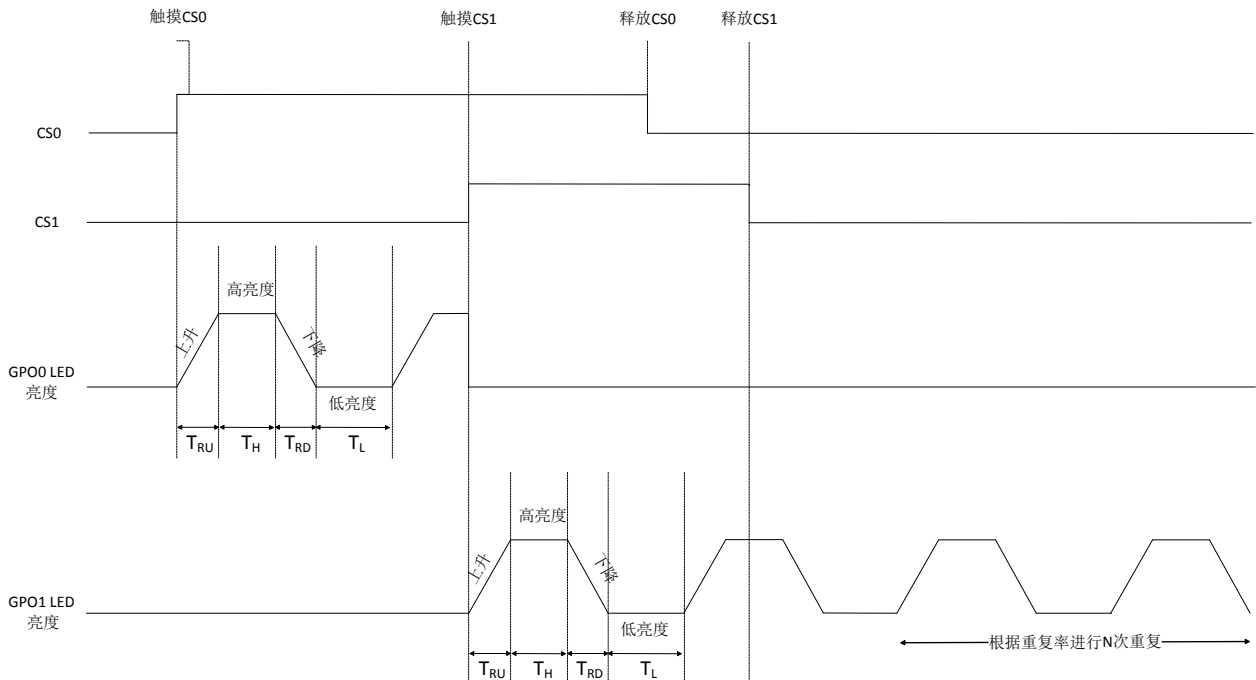 触摸CS0
触摸CS1
释放CS0
释放CS1
CS0
CS1
高亮度
上升
下降
GPO0 LED
亮度
低亮度
TRU
TH
TRD
TL
高亮度
上升
下降
GPO1 LED
亮度
低亮度
根据重复率进行N次重复
TRU
TH
TRD
TL